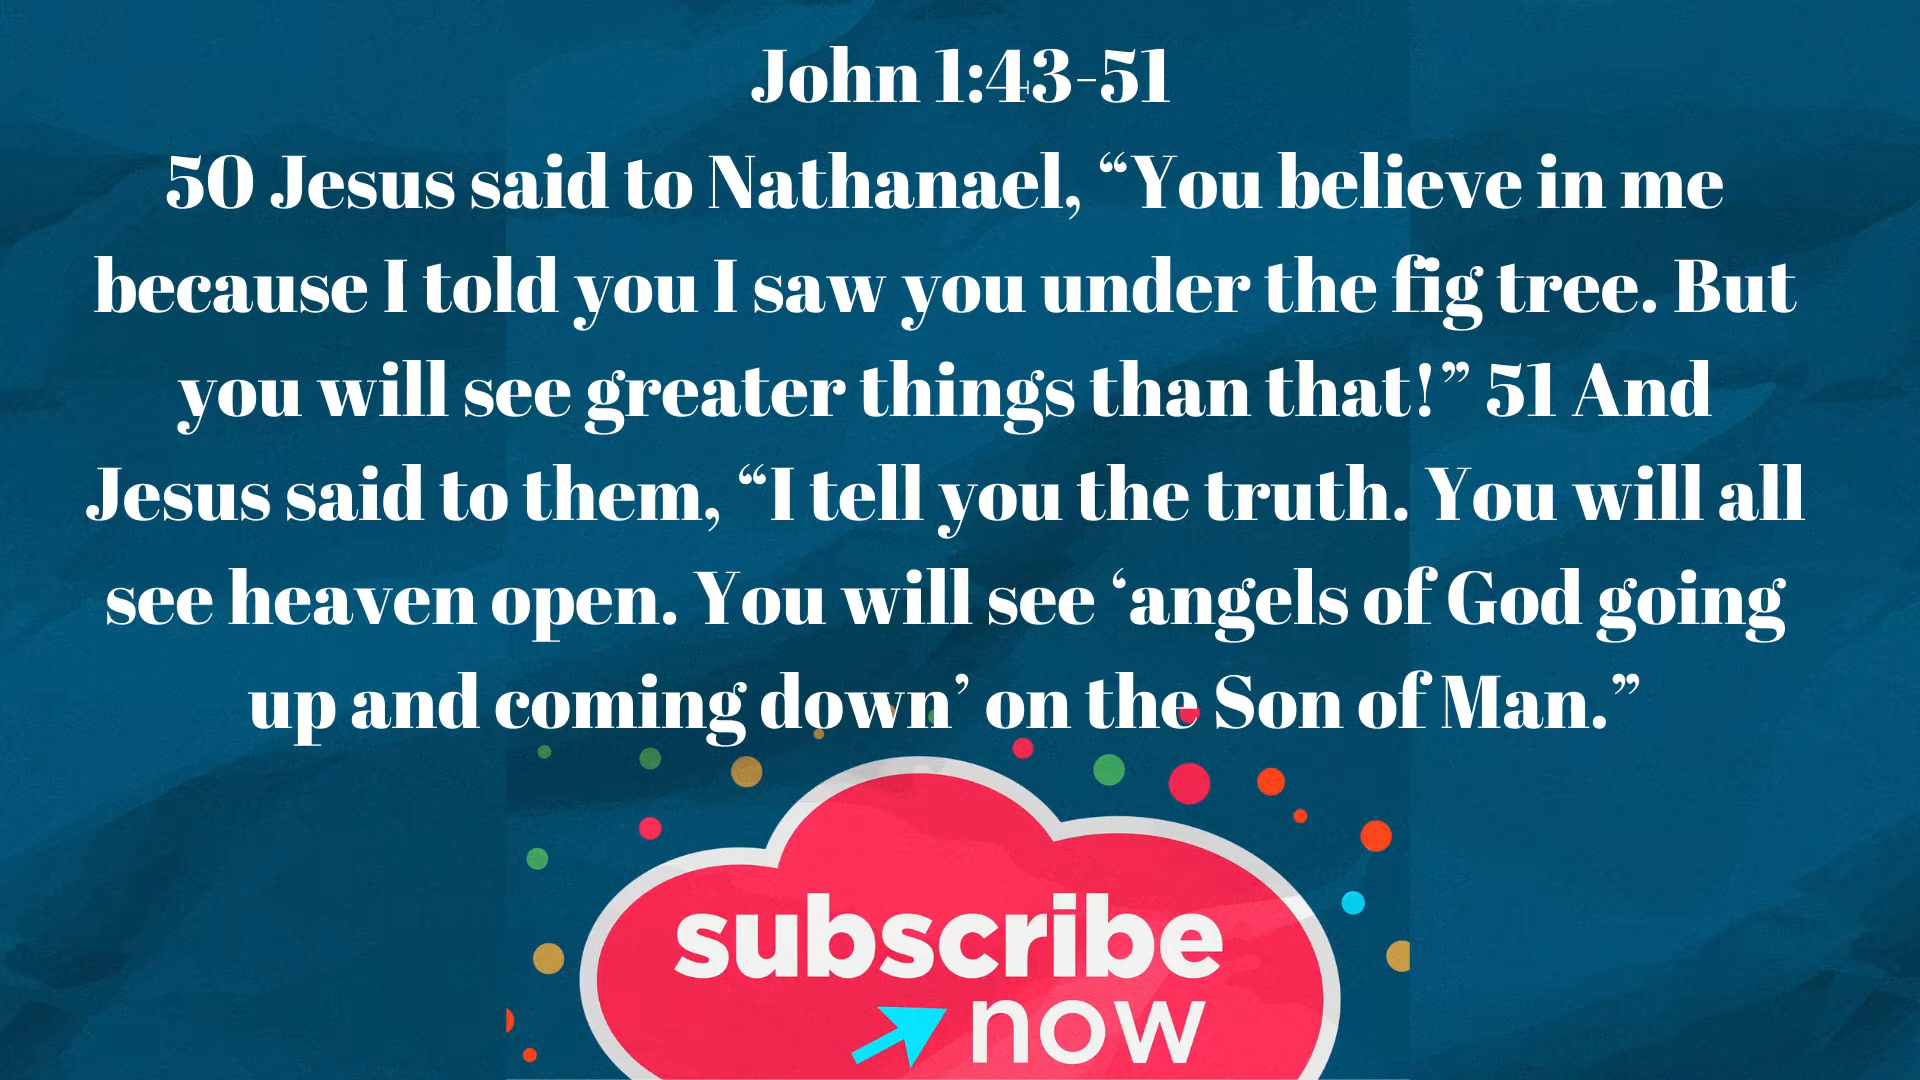 John 1:43-51
50 Jesus said to Nathanael, “You believe in me
because I told you I saw you under the fig tree. But
you will see greater things than that!” 51 And
Jesus said to them, “I tell you the truth. You will all
see heaven open. You will see ‘angels of God going
up and coming down’ on the Son of Man.”
subscribe
now